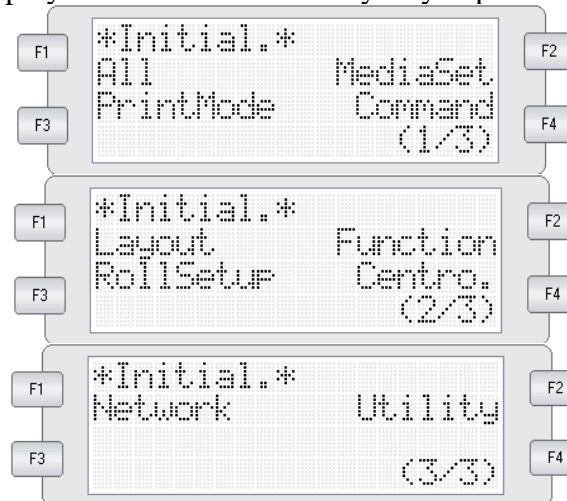 *Initial.*
F1 All MediaSet F2
F3 PrintMode Command F4
(1/3)
*Initial.*
F1 Layout Function F2
F3 RollSetup Centro. F4
(2/3)
*Initial.*
F1 Network Utility F2
F3 (3/3) F4